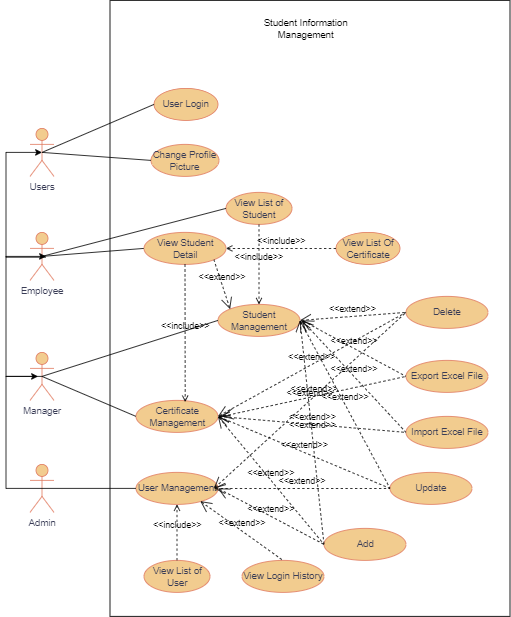 Student Information
Management
User Login
Change Profile
Picture
Users
View List of
Student
View Student
Detail
<<include>>
View List Of
Certificate
<<include>>
<<extend>>
Employee
<<include>>
Student
Management
<<extend>>
Delete
<<extend>>
<<extend>>
<<extend>>
Export Excel File
<<extend>>
<<extend>>
Manager
Certificate
Management
<<extend>>
<<extend>>
Import Excel File
<<extend>>
<<extend>>
<<extend>>
User Management
Update
Admin
<<extend>>
<<include>>
<<extend>>
Add
View List of
User
View Login History